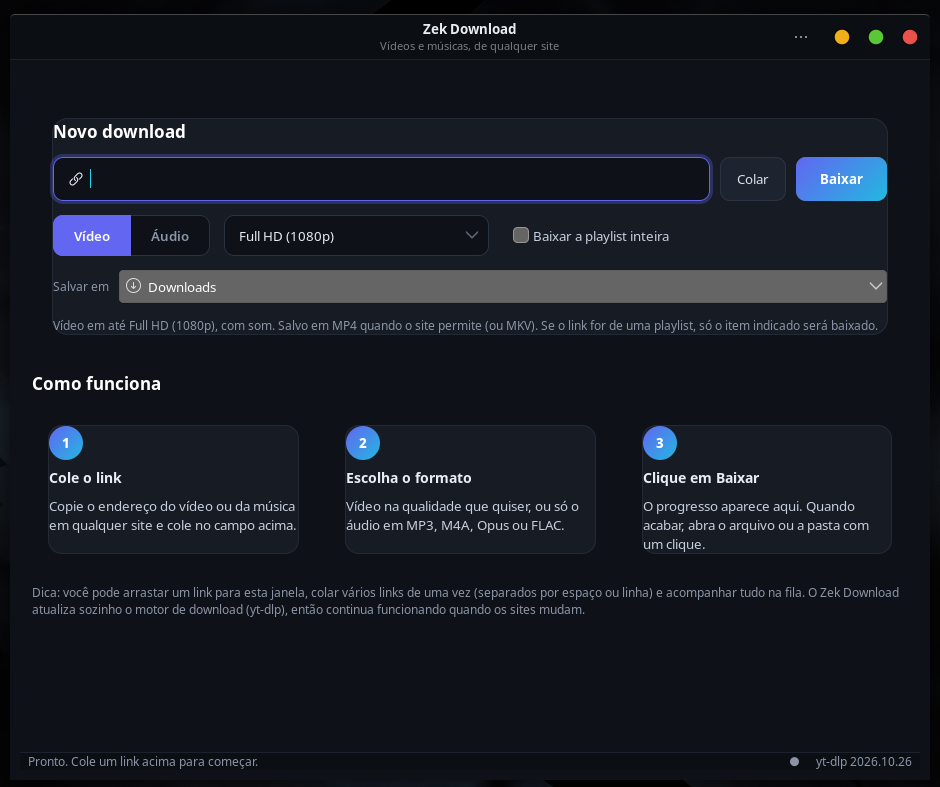 Zek Download
Vídeos e músicas, de qualquer site
Novo download
Colar
Baixar
Vídeo
Áudio
Full HD (1080p)
Baixar a playlist inteira
Salvar em
Downloads
Vídeo em até Full HD (1080p), com som. Salvo em MP4 quando o site permite (ou MKV). Se o link for de uma playlist, só o item indicado será baixado.
Como funciona
1
Cole o link
Copie o endereço do vídeo ou da música
em qualquer site e cole no campo acima.
2
Escolha o formato
Vídeo na qualidade que quiser, ou só o
áudio em MP3, M4A, Opus ou FLAC.
3
Clique em Baixar
O progresso aparece aqui. Quando
acabar, abra o arquivo ou a pasta com
um clique.
Dica: você pode arrastar um link para esta janela, colar vários links de uma vez (separados por espaço ou linha) e acompanhar tudo na fila. O Zek Download
atualiza sozinho o motor de download (yt-dlp), então continua funcionando quando os sites mudam.
Pronto. Cole um link acima para começar.
yt-dlp 2026.10.26